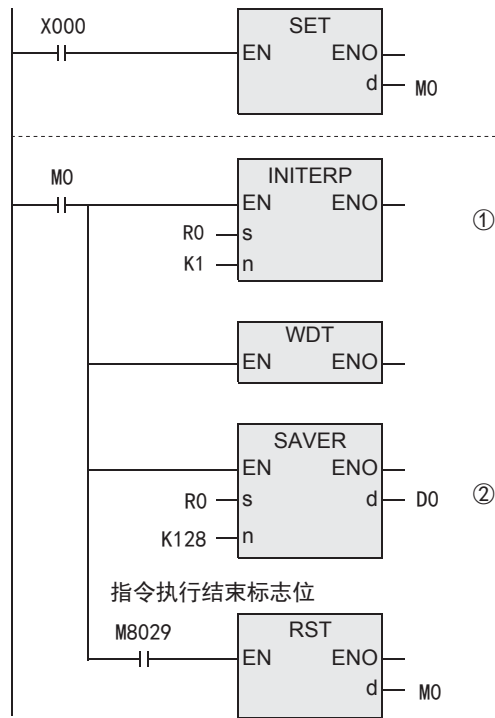 X000
SET
EN ENO
d M0
M0
INITERP
EN ENO
①
R0 s
K1 n
WDT
EN ENO
SAVER
EN ENO
R0 s d D0 ②
K128 n
指令执行结束标志位
M8029
RST
EN ENO
d M0